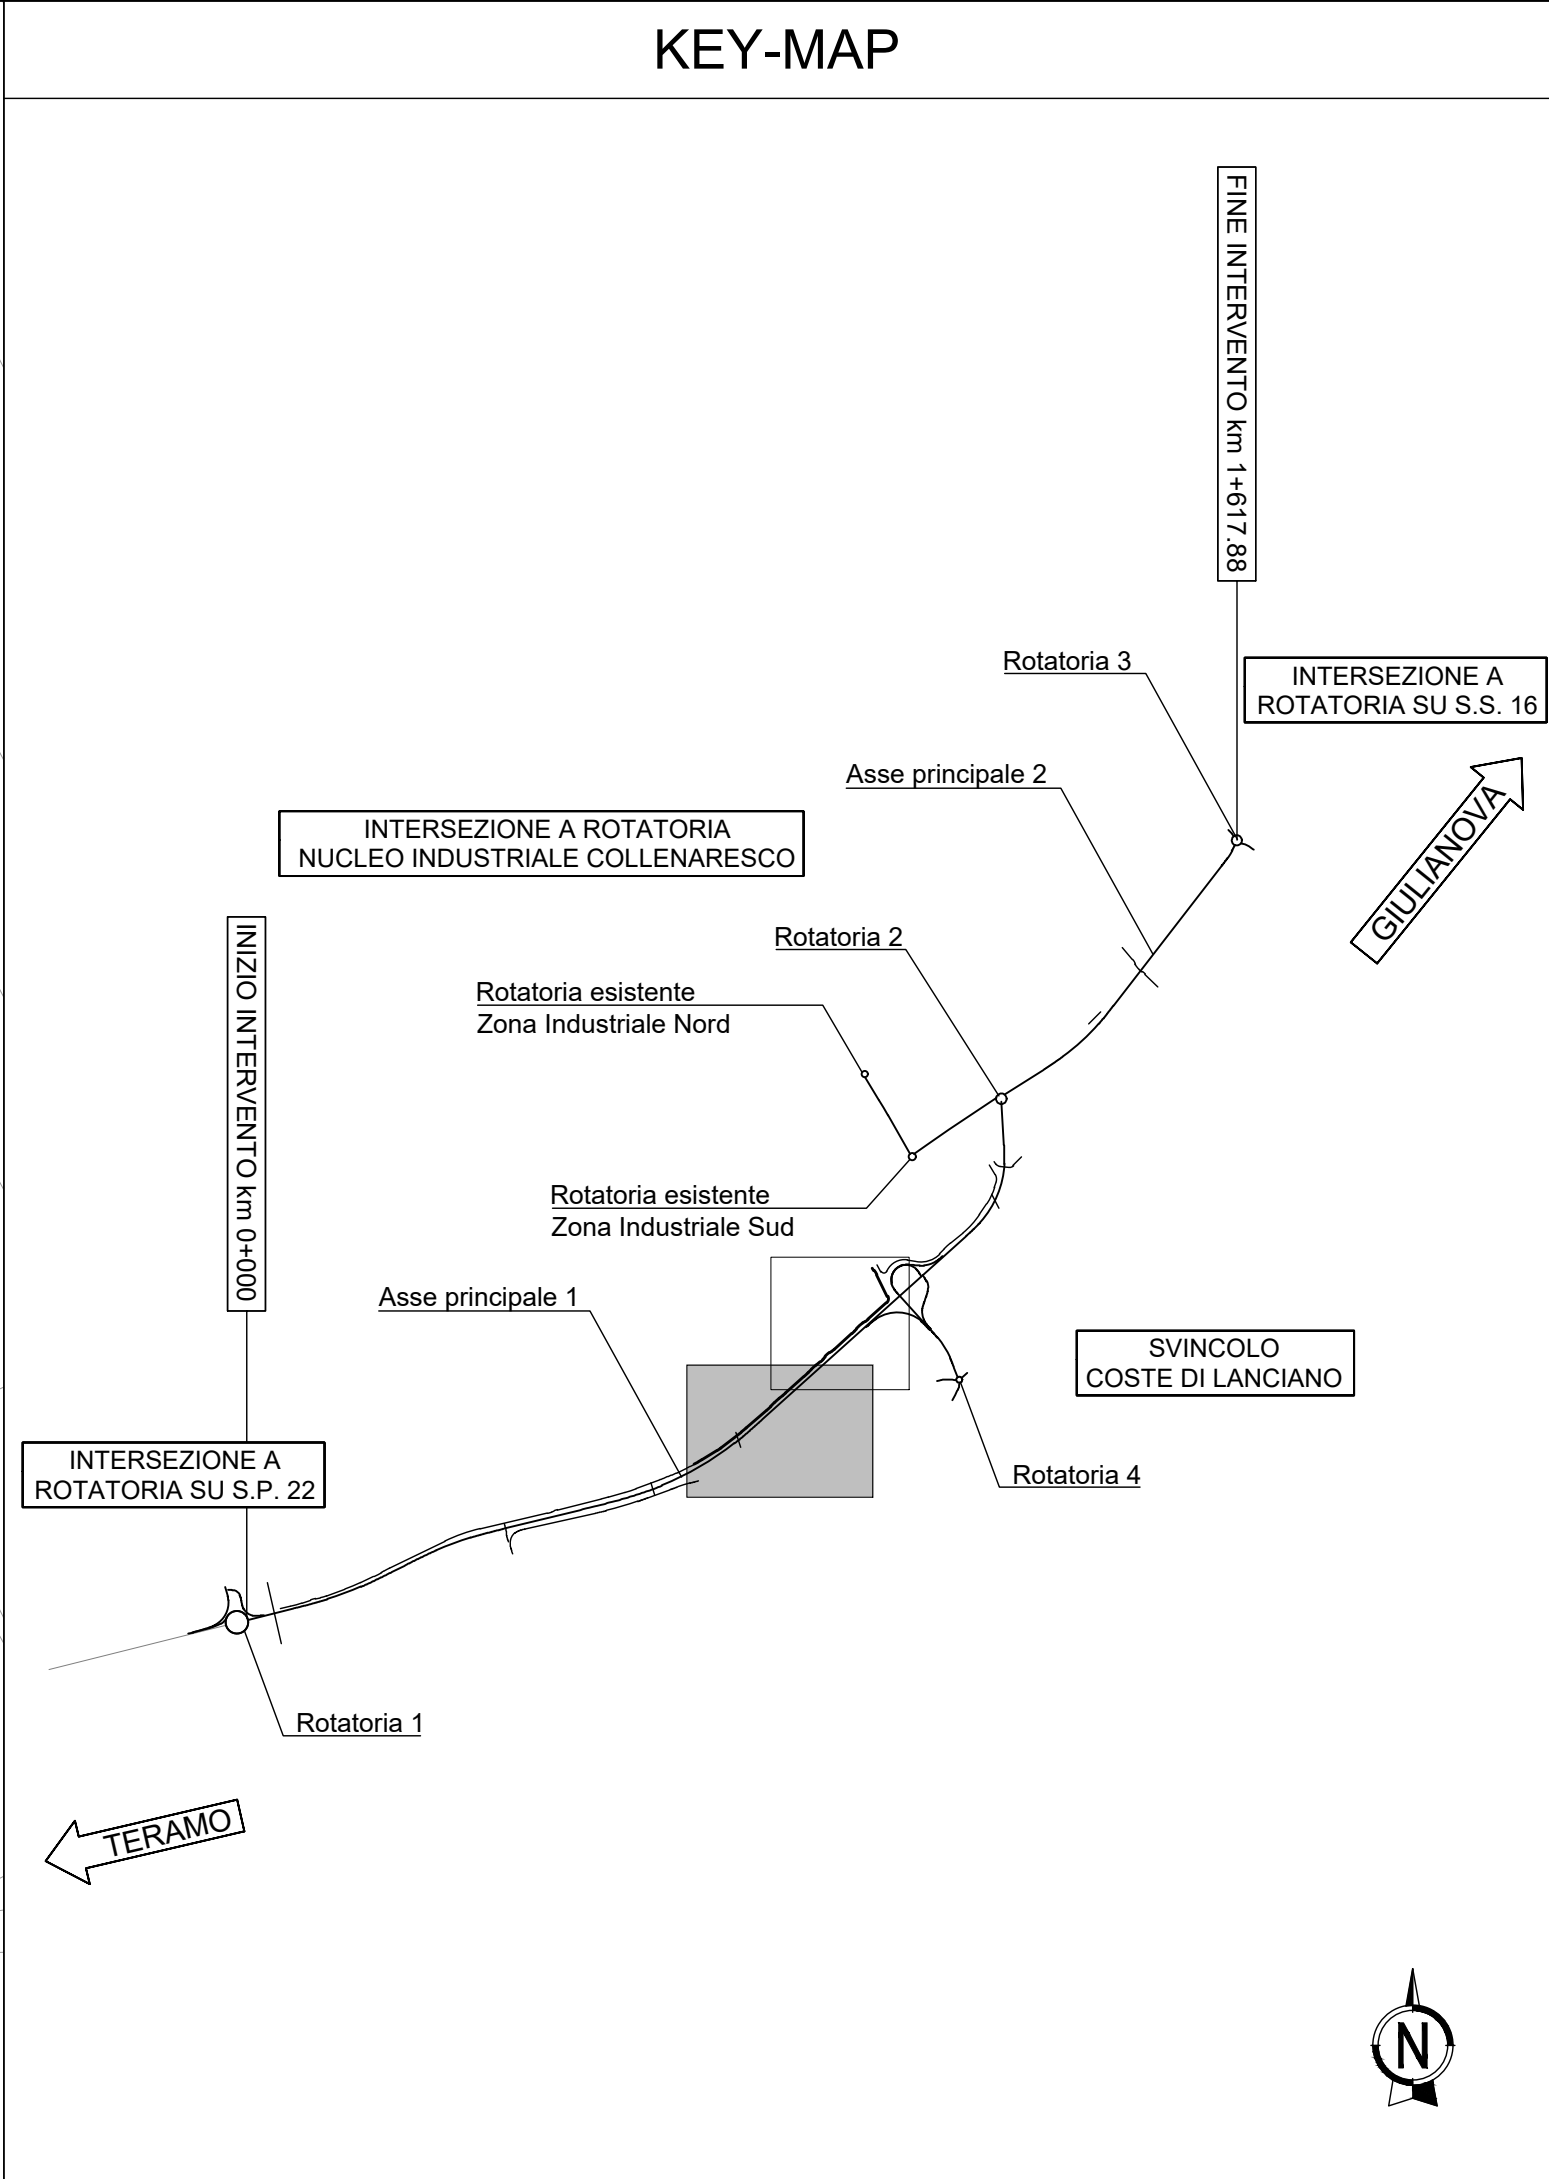 KEY-MAP
FINE INTERVENTO km 1+617.88
Rotatoria 3
INTERSEZIONE A
ROTATORIA SU S.S. 16
Asse principale 2
GIULIANOVA
INTERSEZIONE A ROTATORIA
NUCLEO INDUSTRIALE COLLENARESCO
INIZIO INTERVENTO km 0+000
Rotatoria 2
Rotatoria esistente
Zona Industriale Nord
Rotatoria esistente
Zona Industriale Sud
Asse principale 1
SVINCOLO
COSTE DI LANCIANO
INTERSEZIONE A
ROTATORIA SU S.P. 22
Rotatoria 4
Rotatoria 1
TERAMO
N